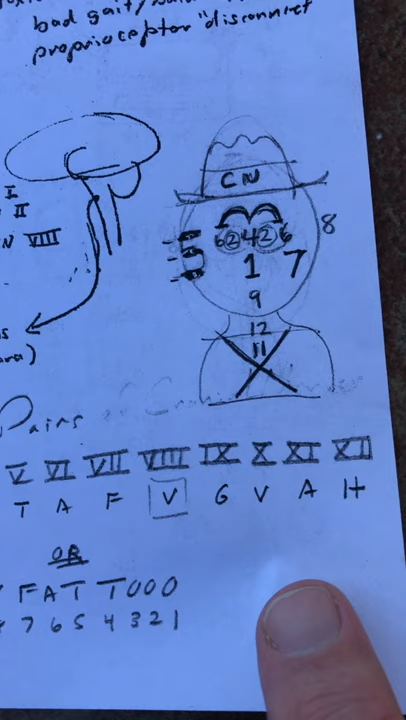 bad gait/
proprioceptor "disconnect
I
II
VIII
CN
6 2 4 2 6
5
1
7
8
9
12
11
X
Pairs of
V VI VII VIII IX X XI XII
T A F V G V A H
OR
FAT TOOO
7 6 5 4 3 2 1